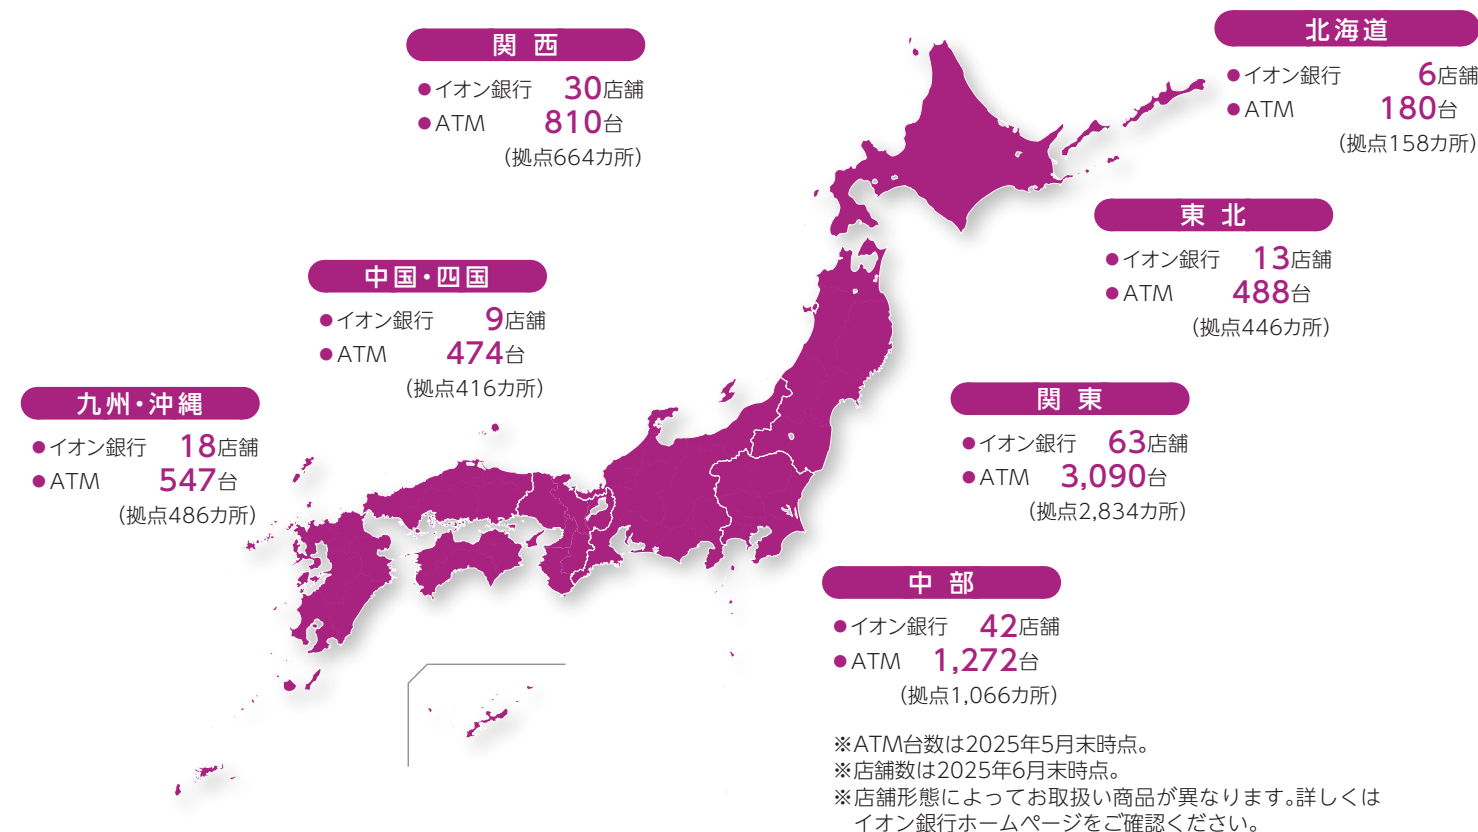 関西
●イオン銀行 30店舗
●ATM 810台
(拠点664カ所)
北海道
●イオン銀行 6店舗
●ATM 180台
(拠点158カ所)
東北
●イオン銀行 13店舗
●ATM 488台
(拠点446カ所)
中国・四国
●イオン銀行 9店舗
●ATM 474台
(拠点416カ所)
九州・沖縄
●イオン銀行 18店舗
●ATM 547台
(拠点486カ所)
関東
●イオン銀行 63店舗
●ATM 3,090台
(拠点2,834カ所)
中部
●イオン銀行 42店舗
●ATM 1,272台
(拠点1,066カ所)
※ATM台数は2025年5月末時点。
※店舗数は2025年6月末時点。
※店舗形態によってお取扱い商品が異なります。詳しくは
イオン銀行ホームページをご確認ください。